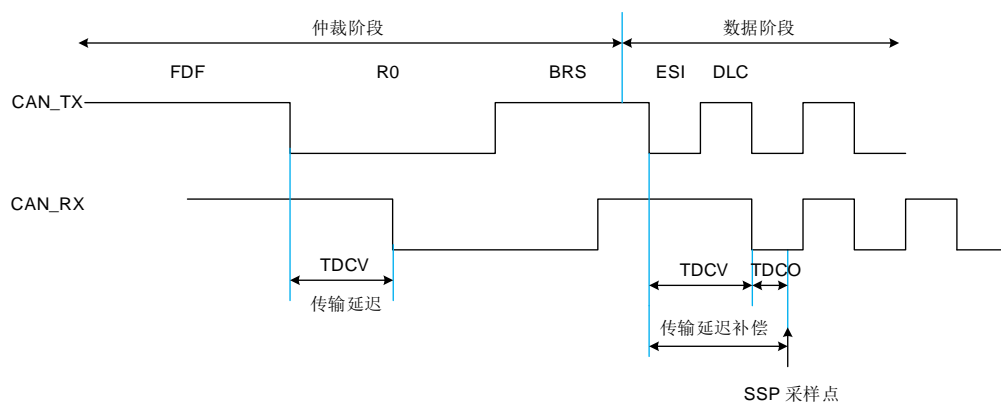 仲裁阶段 数据阶段
FDF R0 BRS ESI DLC
CAN_TX
CAN_RX
TDCV TDCV TDCO
传输延迟 传输延迟补偿
SSP 采样点